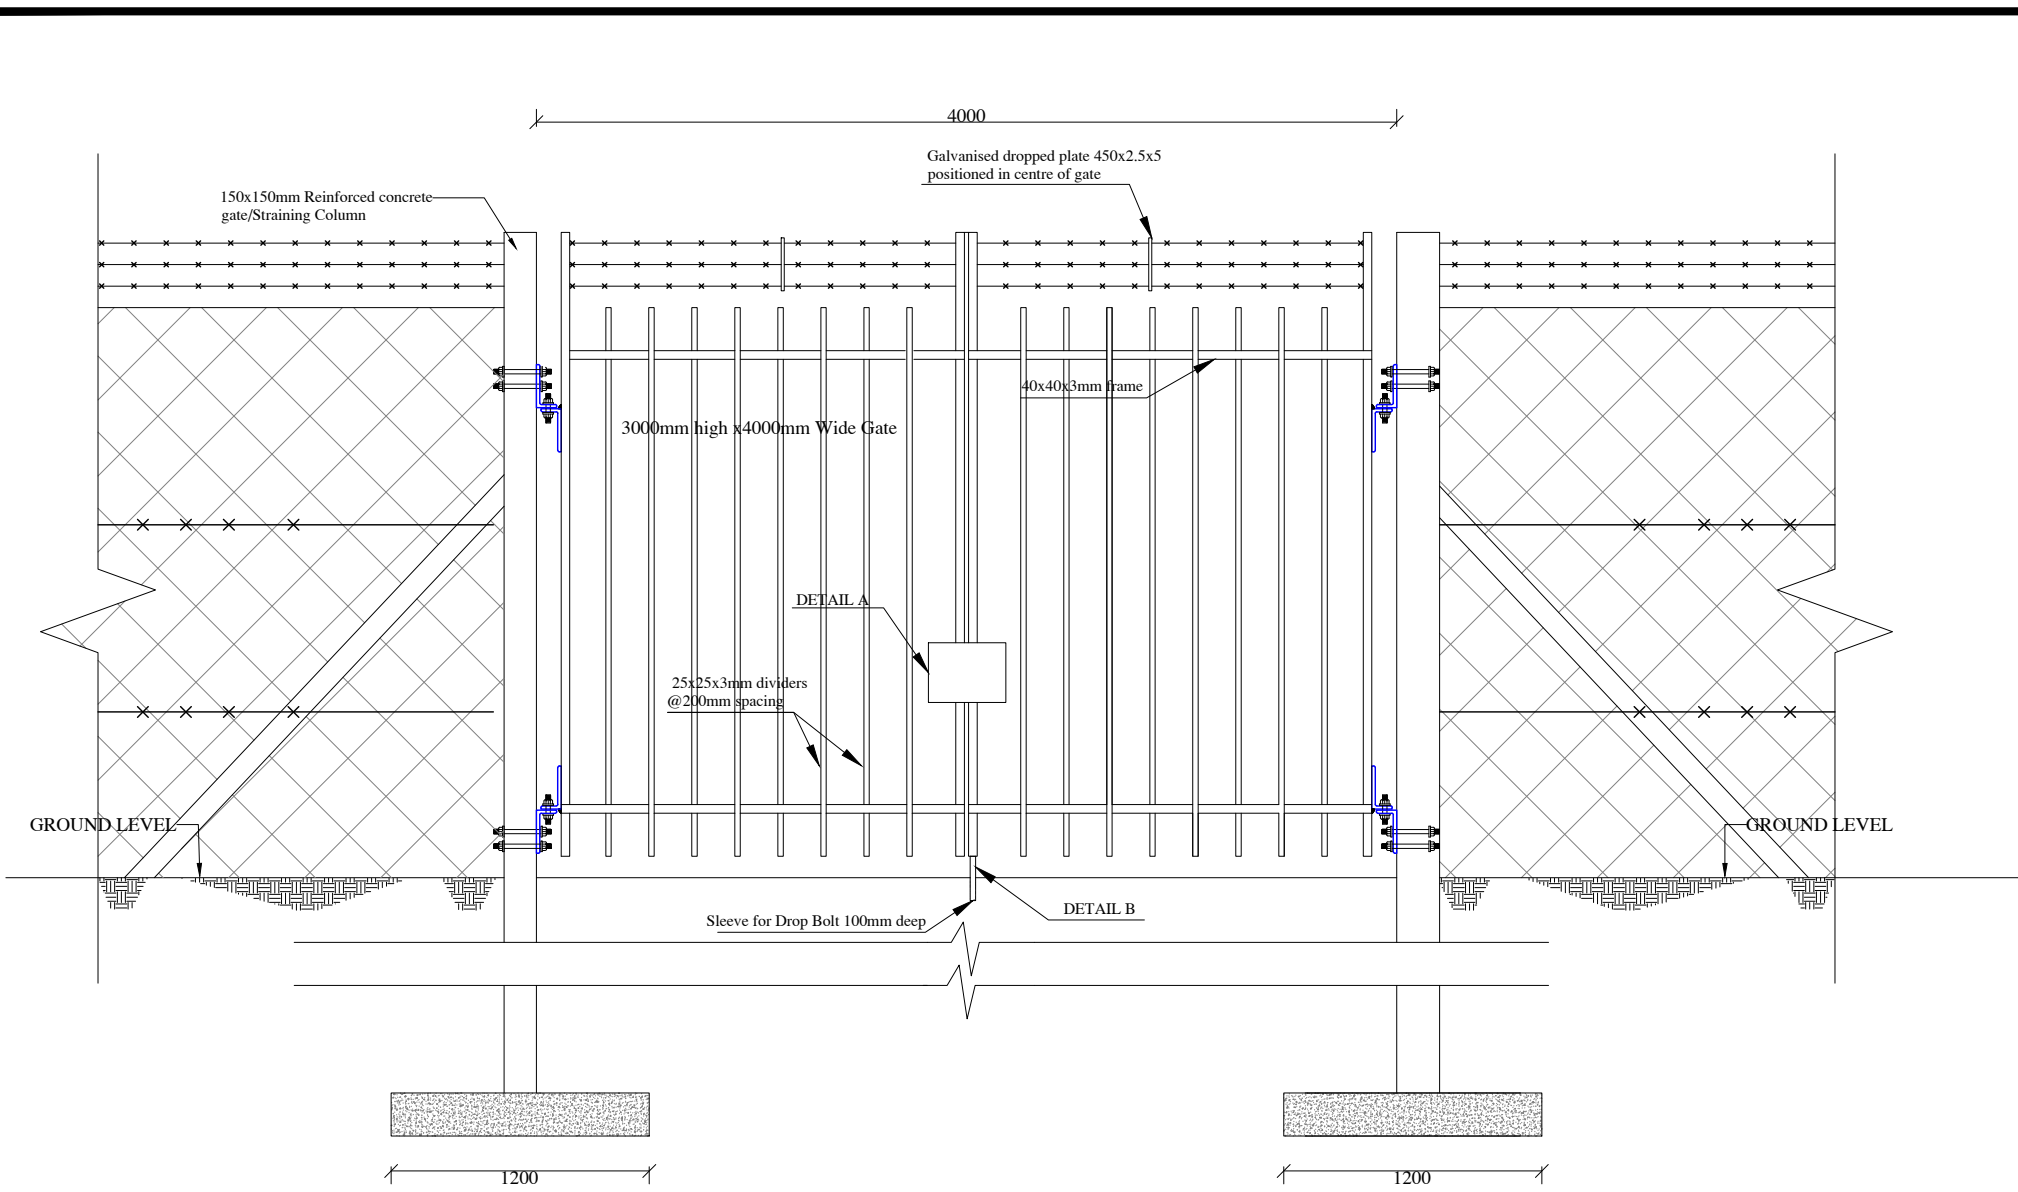 4000
Galvanised dropped plate 450x2.5x5
positioned in centre of gate
150x150mm Reinforced concrete
gate/Straining Column
40x40x3mm frame
3000mm high x4000mm Wide Gate
DETAIL A
25x25x3mm dividers
@200mm spacing
GROUND LEVEL
GROUND LEVEL
DETAIL B
Sleeve for Drop Bolt 100mm deep
1200
1200